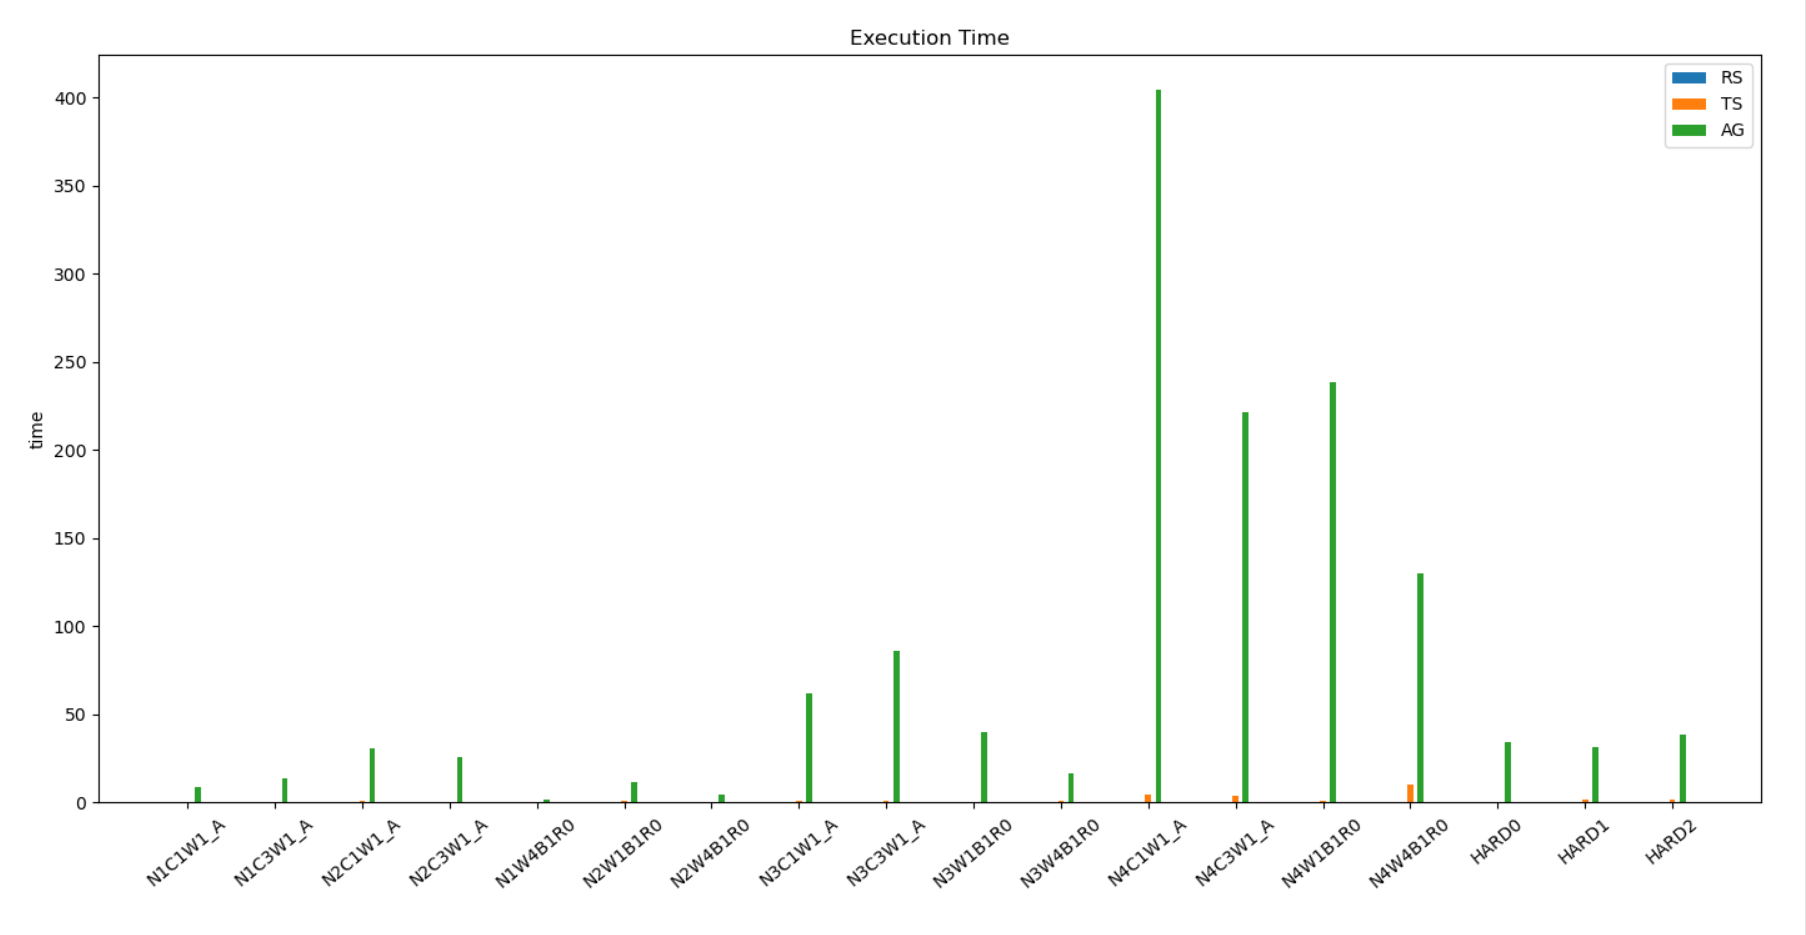 Execution Time
RS
TS
AG
400
350
300
250
200
150
100
50
0
time
N1C1W1_A
N1C3W1_A
N2C1W1_A
N2C3W1_A
N1W4B1R0
N2W1B1R0
N2W4B1R0
N3C1W1_A
N3C3W1_A
N3W1B1R0
N3W4B1R0
N4C1W1_A
N4C3W1_A
N4W1B1R0
N4W4B1R0
HARD0
HARD1
HARD2